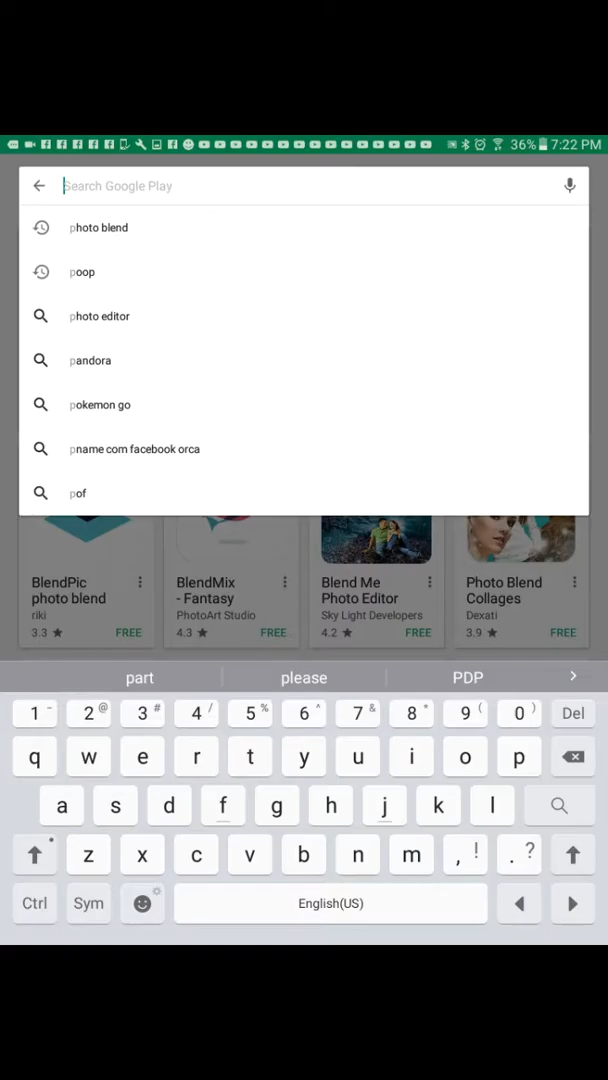 36% 7:22 PM
Search Google Play
photo blend
poop
photo editor
pandora
pokemon go
pname com facebook orca
pof
BlendPic photo blend
riki
3.3 ★ FREE
BlendMix - Fantasy
PhotoArt Studio
4.3 ★ FREE
Blend Me Photo Editor
Sky Light Developers
4.2 ★ FREE
Photo Blend Collages
Dexati
3.9 ★ FREE
part please PDP >
1 - 2 @ 3 # 4 / 5 % 6 ^ 7 & 8 * 9 ( 0 ) Del
q w e r t y u i o p
a s d f g h j k l
z x c v b n m , ! . ?
Ctrl Sym English(US)